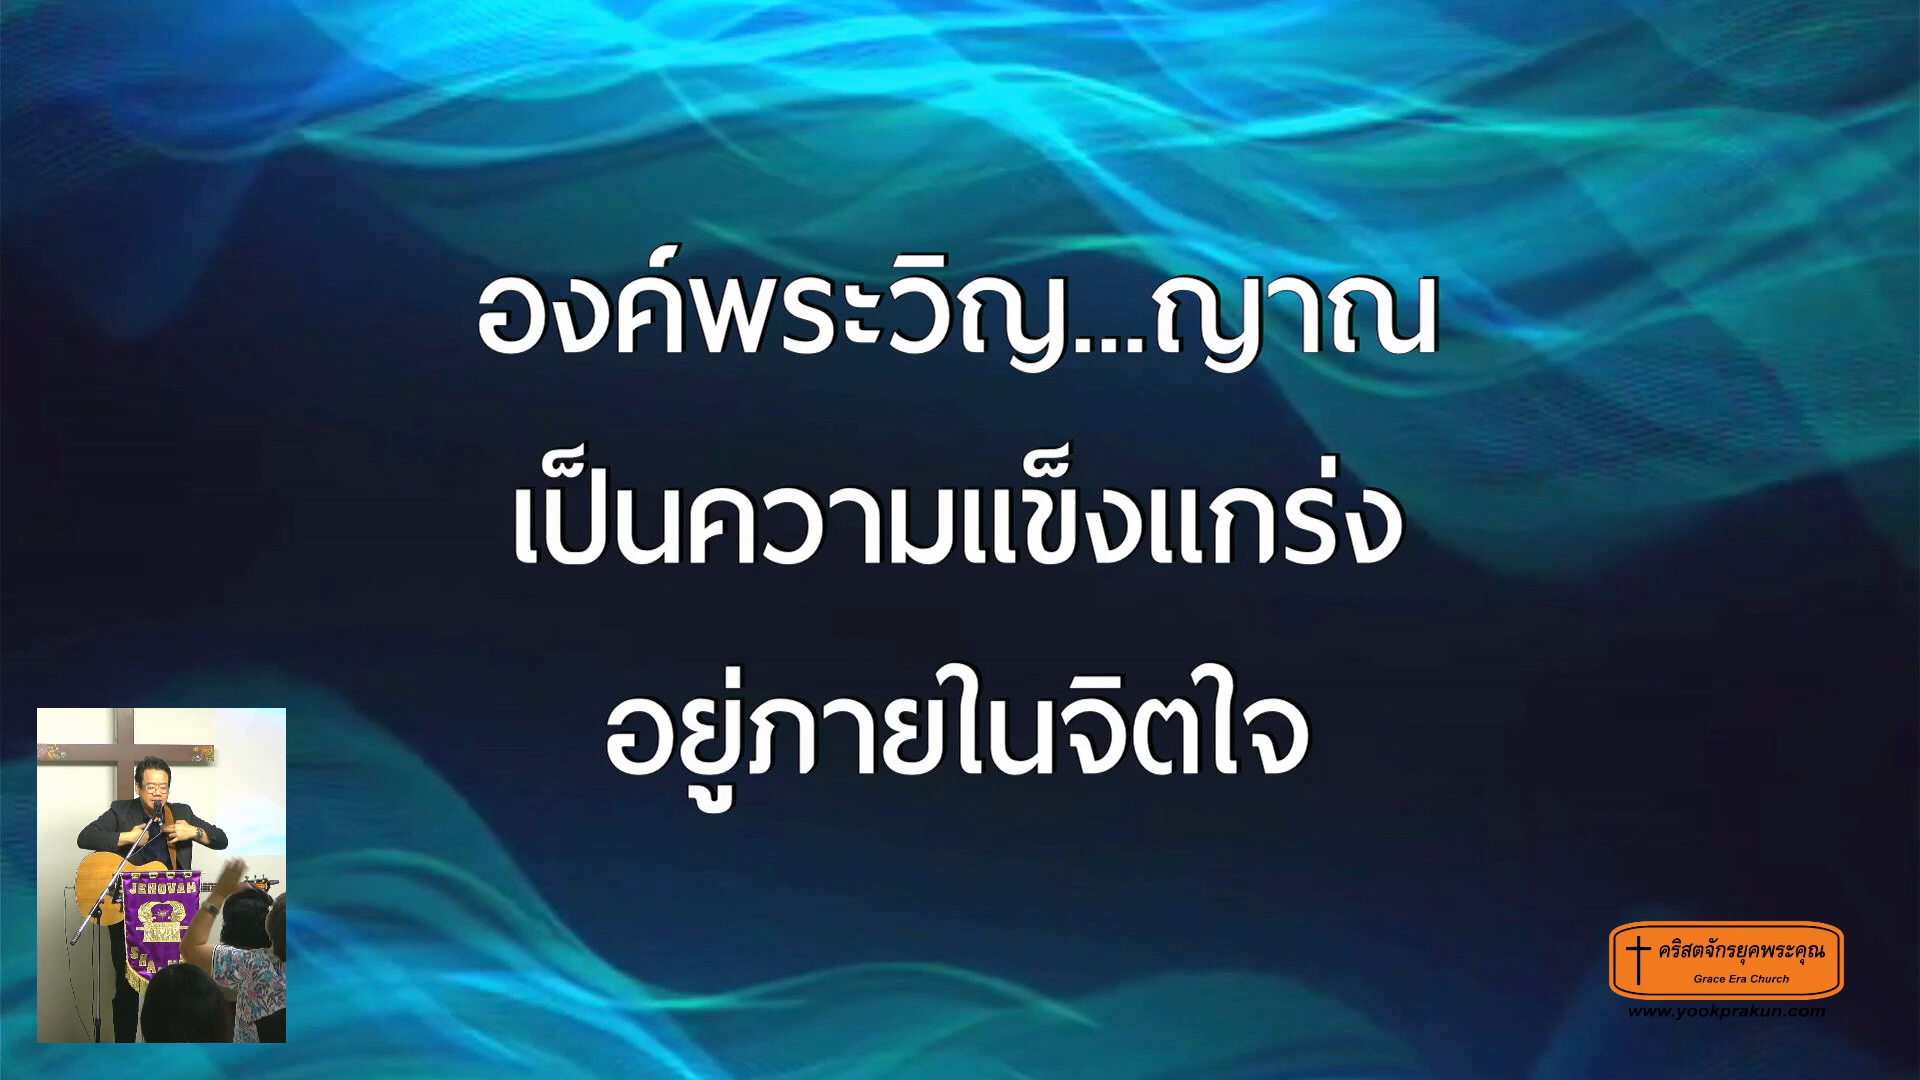 องค์พระวิญ...ญาณ
เป็นความแข็งแกร่ง
อยู่ภายในจิตใจ
JEHOVAH
คริสตจักรยุคพระคุณ
Grace Era Church
www.yookprakun.com